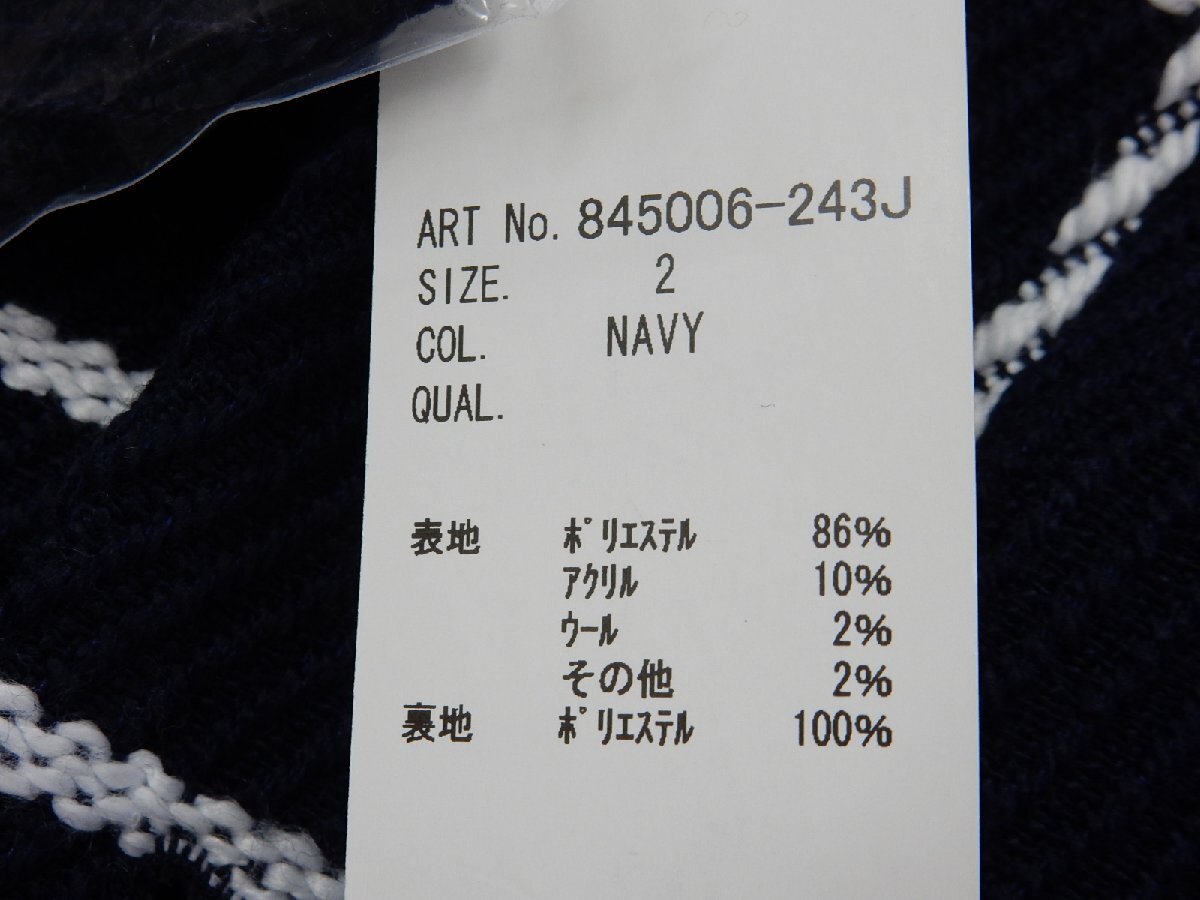 ART No. 845006-243J
SIZE. 2
COL. NAVY
QUAL.
表地 ﾎﾟﾘｴｽﾃﾙ 86%
ｱｸﾘﾙ 10%
ｳｰﾙ 2%
その他 2%
裏地 ﾎﾟﾘｴｽﾃﾙ 100%